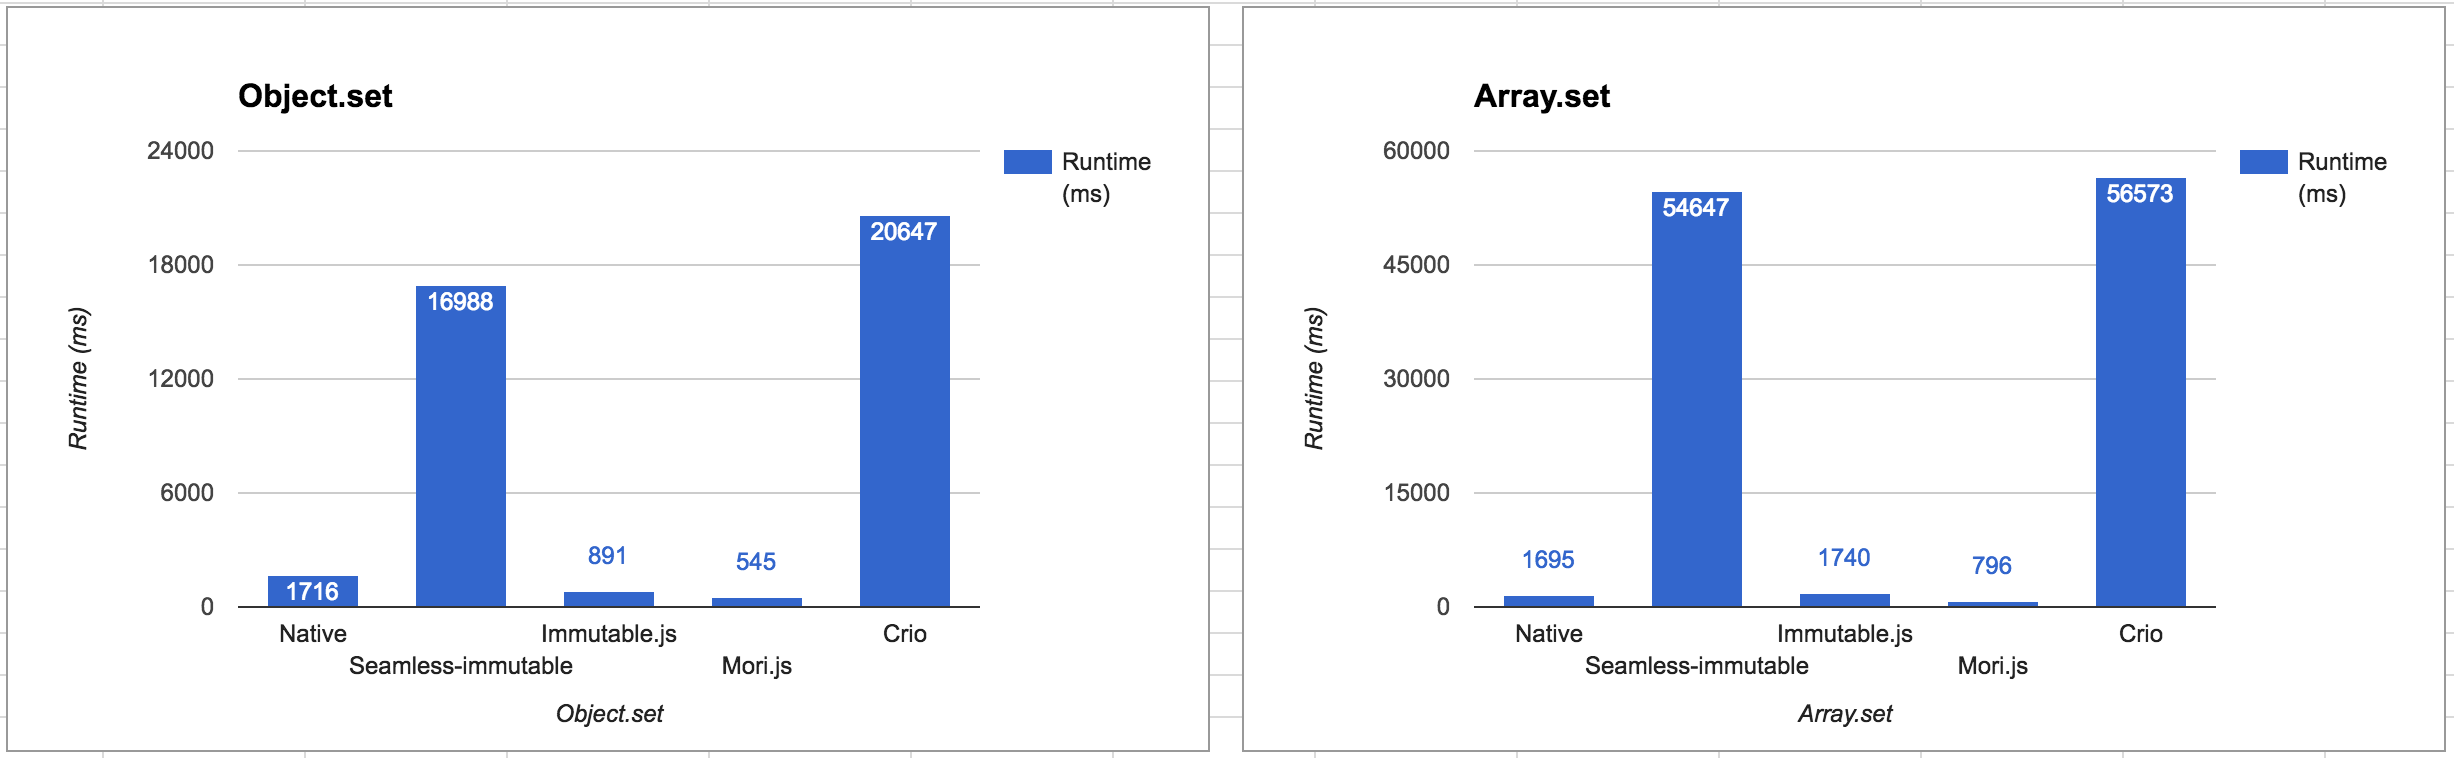 Object.set
24000
18000
12000
6000
0
Runtime (ms)
Runtime
(ms)
1716
16988
891
545
20647
Native
Immutable.js
Crio
Seamless-immutable
Mori.js
Object.set
Array.set
60000
45000
30000
15000
0
Runtime (ms)
Runtime
(ms)
1695
54647
1740
796
56573
Native
Immutable.js
Crio
Seamless-immutable
Mori.js
Array.set